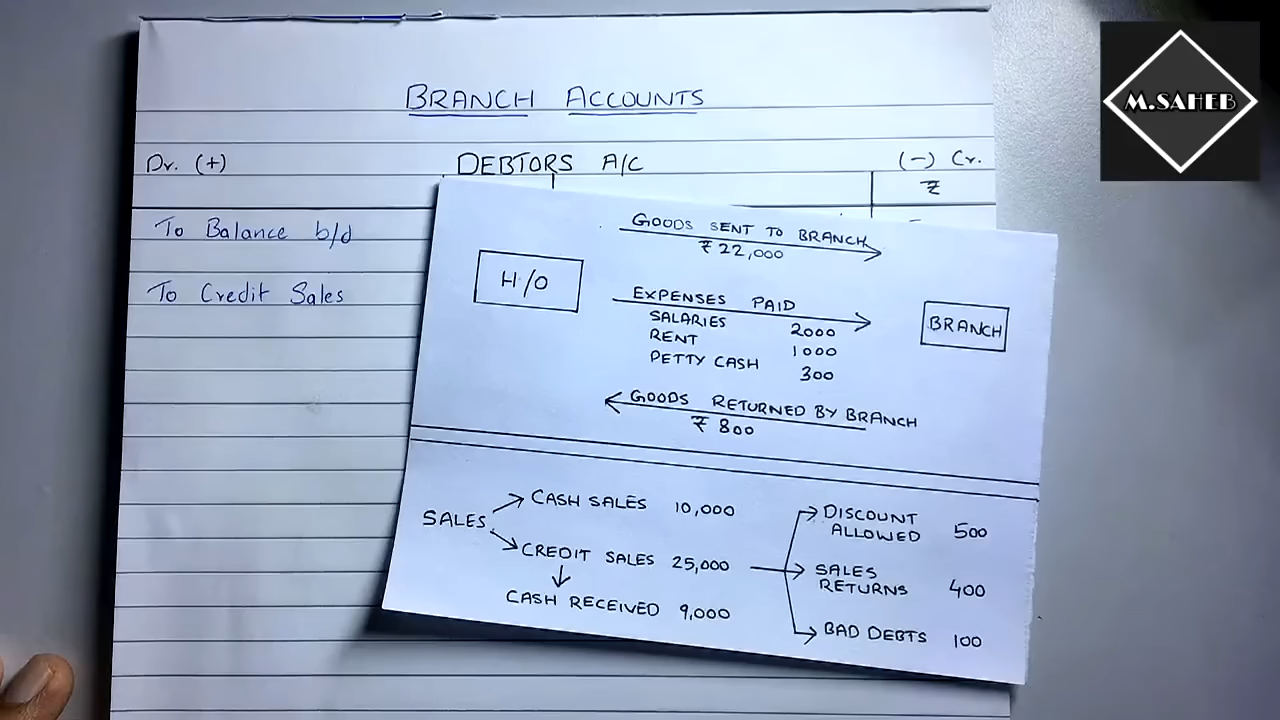 BRANCH ACCOUNTS
M.SAHEB
Dr. (+) DEBTORS A/C (-) Cr.
₹
To Balance b/d
To Credit Sales
GOODS SENT TO BRANCH
₹ 22,000
H/O
EXPENSES PAID
SALARIES 2000
RENT 1000
PETTY CASH 300
BRANCH
GOODS RETURNED BY BRANCH
₹ 800
SALES
CASH SALES 10,000
CREDIT SALES 25,000
CASH RECEIVED 9,000
DISCOUNT
ALLOWED 500
SALES
RETURNS 400
BAD DEBTS 100